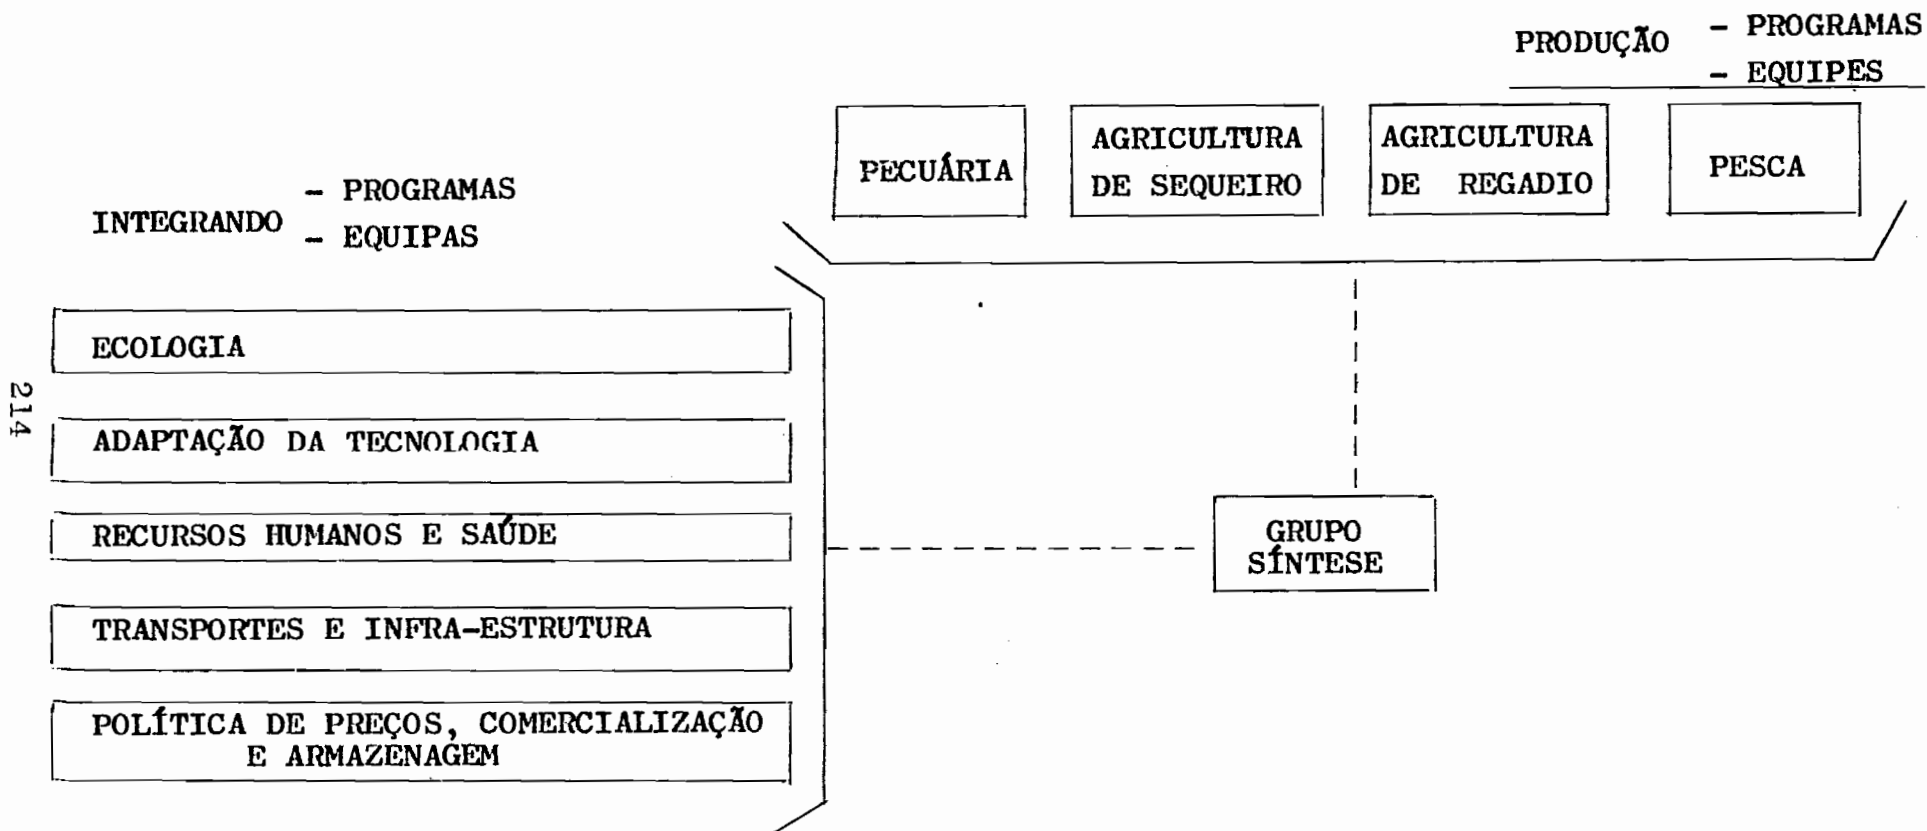 PRODUÇÃO
- PROGRAMAS
- EQUIPES
PECUÁRIA
AGRICULTURA
DE SEQUEIRO
AGRICULTURA
DE REGADIO
PESCA
INTEGRANDO
- PROGRAMAS
- EQUIPAS
ECOLOGIA
ADAPTAÇÃO DA TECNOLOGIA
RECURSOS HUMANOS E SAÚDE
TRANSPORTES E INFRA-ESTRUTURA
POLÍTICA DE PREÇOS, COMERCIALIZAÇÃO
E ARMAZENAGEM
GRUPO
SÍNTESE
214